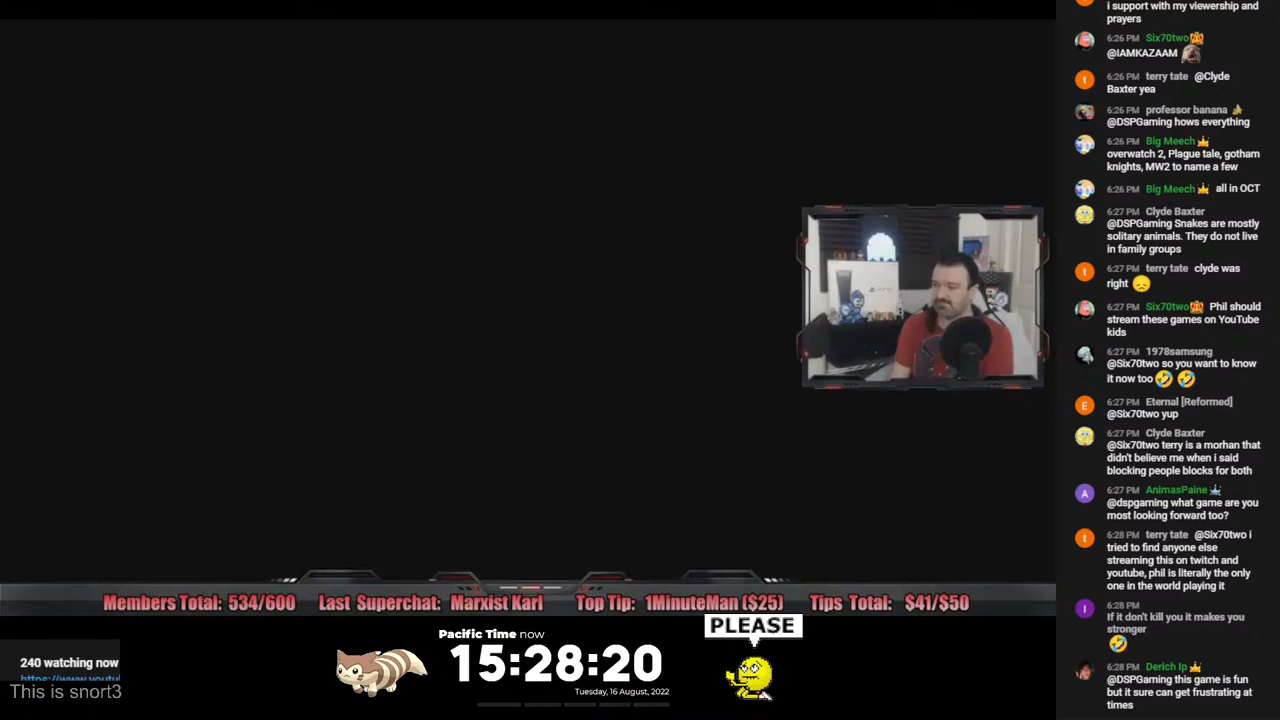 i support with my viewership and
prayers
6:26 PM Six70two
@IAMKAZAAM
6:26 PM terry tate @Clyde
Baxter yea
6:26 PM professor banana
@DSPGaming hows everything
6:26 PM Big Meech
overwatch 2, Plague tale, gotham
knights, MW2 to name a few
6:26 PM Big Meech all in OCT
6:27 PM Clyde Baxter
@DSPGaming Snakes are mostly
solitary animals. They do not live
in family groups
6:27 PM terry tate clyde was
right
6:27 PM Six70two Phil should
stream these games on YouTube
kids
6:27 PM 1978samsung
@Six70two so you want to know
it now too
6:27 PM Eternal [Reformed]
@Six70two yup
6:27 PM Clyde Baxter
@Six70two terry is a morhan that
didn't believe me when i said
blocking people blocks for both
6:27 PM AnimasPaine
@dspgaming what game are you
most looking forward too?
6:28 PM terry tate @Six70two i
tried to find anyone else
streaming this on twitch and
youtube, phil is literally the only
one in the world playing it
6:28 PM
If it don't kill you it makes you
stronger
6:28 PM Derich Ip
@DSPGaming this game is fun
but it sure can get frustrating at
times
Members Total: 534/600 Last Superchat: Marxist Karl Top Tip: 1MinuteMan ($25) Tips Total: $41/$50
PLEASE
Pacific Time now
15:28:20
Tuesday, 16 August, 2022
240 watching now
https://www.youtu
This is snort3